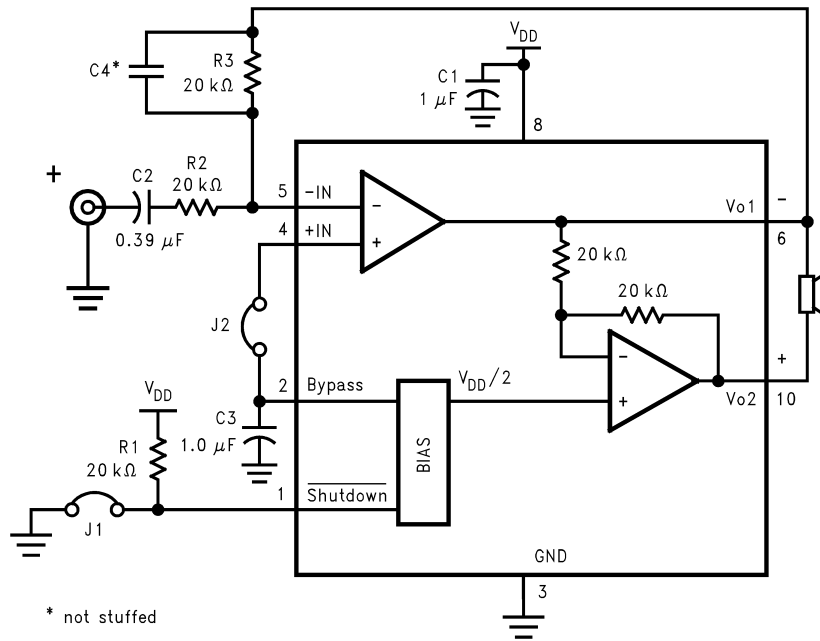 V_DD
R3
20 kΩ
C4*
C1
1 μF
8
+
C2
0.39 μF
R2
20 kΩ
5
-IN
4
+IN
-
+
Vo1
-
6
20 kΩ
20 kΩ
J2
-
+
V_DD/2
+
Vo2
10
2
Bypass
C3
1.0 μF
BIAS
V_DD
R1
20 kΩ
1
Shutdown
J1
GND
3
* not stuffed